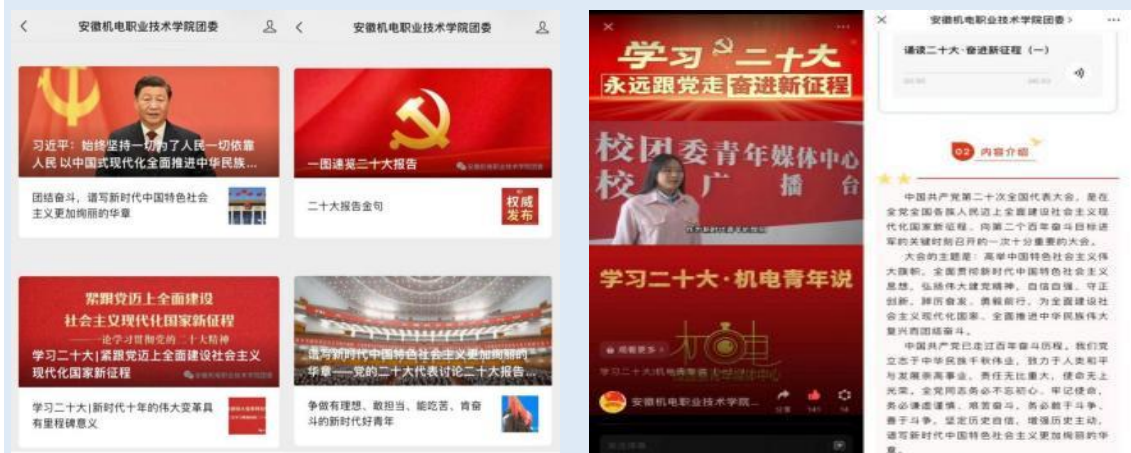 安徽机电职业技术学院团委
习近平：始终坚持一切为了人民一切依靠
人民 以中国式现代化全面推进中华民族...
团结奋斗，谱写新时代中国特色社会
主义更加绚丽的华章
紧跟党迈上全面建设
社会主义现代化国家新征程
——论学习贯彻党的二十大精神
学习二十大|紧跟党迈上全面建设社会主义
现代化国家新征程
学习二十大|新时代十年的伟大变革具
有里程碑意义
安徽机电职业技术学院团委
一图速览二十大报告
安徽机电职业技术学院团委
二十大报告金句
权威
发布
谱写新时代中国特色社会主义更加绚丽的
华章——党的二十大代表讨论二十大报告...
争做有理想、敢担当、能吃苦、肯奋
斗的新时代好青年
学习二十大
永远跟党走 奋进新征程
校团委青年媒体中心
校广播台
学习二十大·机电青年说
观看更多
安徽机电职业技术学院...
分享
141
14
安徽机电职业技术学院团委>
诵读二十大·奋进新征程（一）
02 内容介绍
中国共产党第二十次全国代表大会，是在
全党全国各族人民迈上全面建设社会主义现
代化国家新征程、向第二个百年奋斗目标进
军的关键时刻召开的一次十分重要的大会。
大会的主题是：高举中国特色社会主义伟
大旗帜，全面贯彻新时代中国特色社会主义
思想，弘扬伟大建党精神，自信自强、守正
创新，踔厉奋发、勇毅前行，为全面建设社
会主义现代化国家、全面推进中华民族伟大
复兴而团结奋斗。
中国共产党已走过百年奋斗历程。我们党
立志于中华民族千秋伟业，致力于人类和平
与发展崇高事业，责任无比重大，使命无上
光荣。全党同志务必不忘初心、牢记使命，
务必谦虚谨慎、艰苦奋斗，务必敢于斗争、
善于斗争，坚定历史自信，增强历史主动，
谱写新时代中国特色社会主义更加绚丽的华
章。